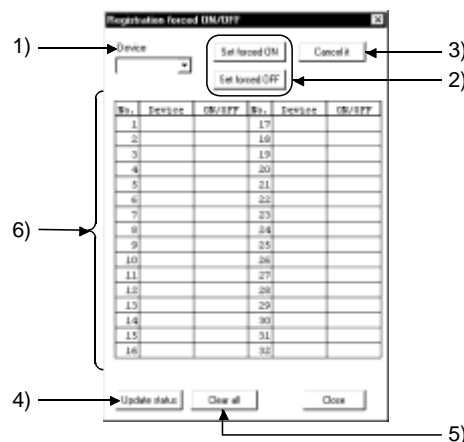 Registration forced ON/OFF
1)
Device
Set forced ON
Cancel it
3)
Set forced OFF
2)
No. Device ON/OFF No. Device ON/OFF
1 17
2 18
3 19
4 20
5 21
6 22
7 23
8 24
9 25
10 26
11 27
12 28
13 29
14 30
15 31
16 32
6)
4)
Update status
Clear all
Close
5)